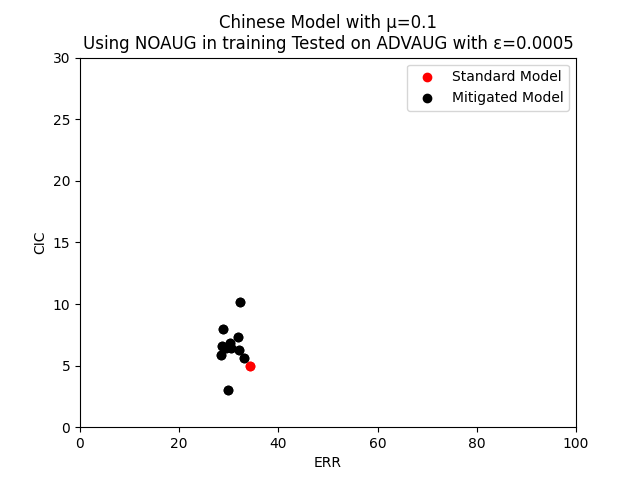 Chinese Model with μ=0.1
Using NOAUG in training Tested on ADVAUG with ε=0.0005
Standard Model
Mitigated Model
CIC
30
25
20
15
10
5
0
0 20 40 60 80 100
ERR